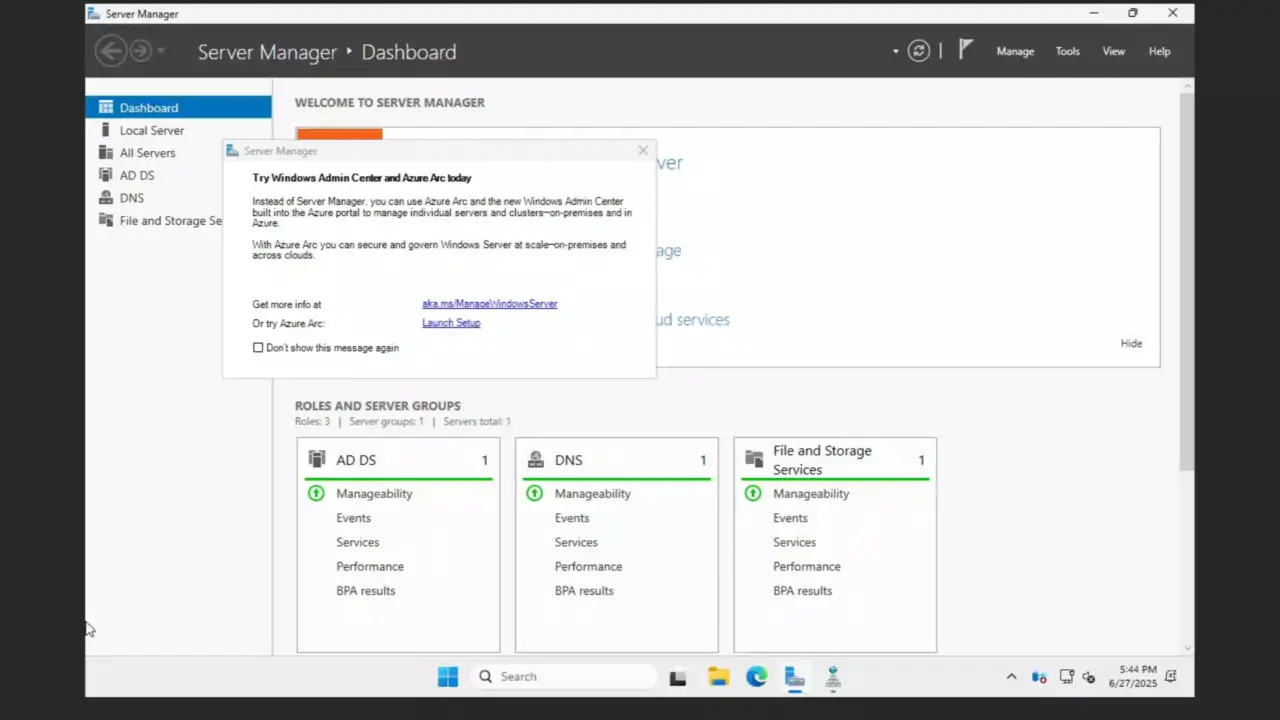 Server Manager
Server Manager ‣ Dashboard
Manage Tools View Help
Dashboard
Local Server
All Servers
AD DS
DNS
File and Storage Se
WELCOME TO SERVER MANAGER
ver
age
ud services
Hide
Server Manager
Try Windows Admin Center and Azure Arc today
Instead of Server Manager, you can use Azure Arc and the new Windows Admin Center
built into the Azure portal to manage individual servers and clusters—on-premises and in
Azure.
With Azure Arc you can secure and govern Windows Server at scale—on-premises and
across clouds.
Get more info at aka.ms/ManageWindowsServer
Or try Azure Arc: Launch Setup
Don't show this message again
ROLES AND SERVER GROUPS
Roles: 3 | Server groups: 1 | Servers total: 1
AD DS 1
Manageability
Events
Services
Performance
BPA results
DNS 1
Manageability
Events
Services
Performance
BPA results
File and Storage
Services 1
Manageability
Events
Services
Performance
BPA results
Search
5:44 PM
6/27/2025